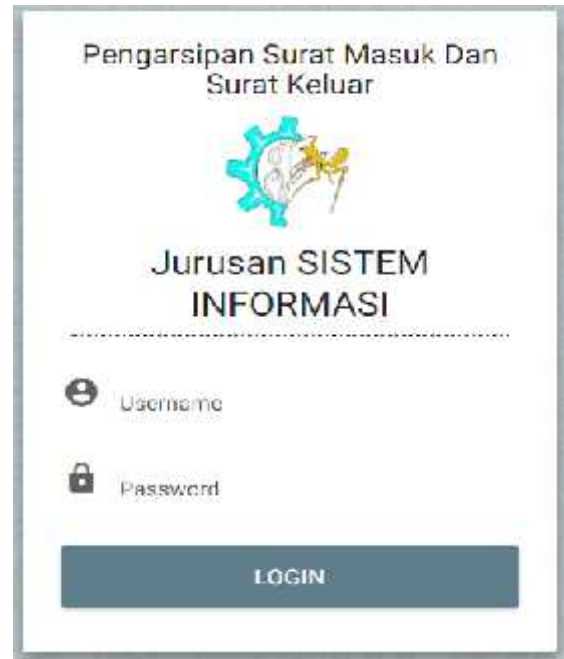 Pengarsipan Surat Masuk Dan
Surat Keluar
Jurusan SISTEM
INFORMASI
Username
Password
LOGIN